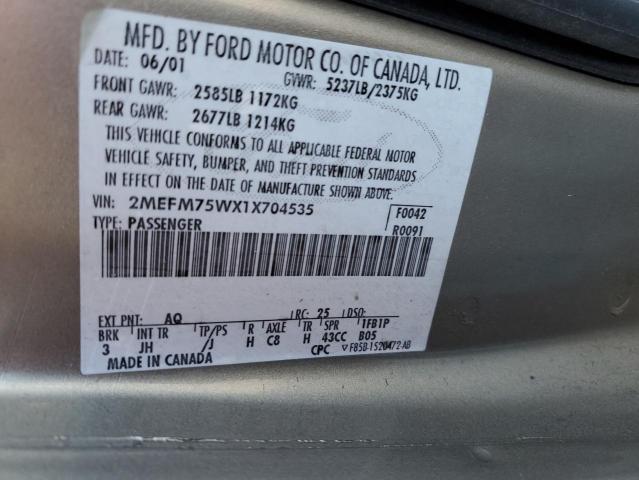 MFD. BY FORD MOTOR CO. OF CANADA, LTD.
DATE: 06/01 GVWR: 5237LB/2375KG
FRONT GAWR: 2585LB 1172KG
REAR GAWR: 2677LB 1214KG
THIS VEHICLE CONFORMS TO ALL APPLICABLE FEDERAL MOTOR
VEHICLE SAFETY, BUMPER, AND THEFT PREVENTION STANDARDS
IN EFFECT ON THE DATE OF MANUFACTURE SHOWN ABOVE.
VIN: 2MEFM75WX1X704535 F0042
TYPE: PASSENGER R0091
EXT PNT: AQ RC: 25 DSO:
BRK INT TR TP/PS R AXLE TR SPR 1FB1P
3 JH /J H C8 H 43CC B05
MADE IN CANADA CPC F85B-1520472-AB